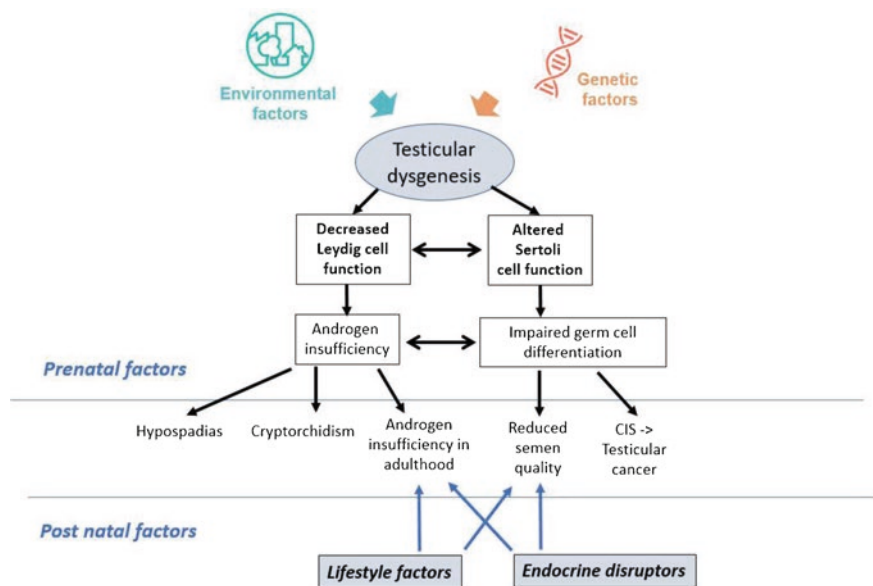 Environmental
factors
Genetic
factors
Testicular
dysgenesis
Decreased
Leydig cell
function
Altered
Sertoli
cell function
Androgen
insufficiency
Impaired germ cell
differentiation
Prenatal factors
Hypospadias
Cryptorchidism
Androgen
insufficiency in
adulthood
Reduced
semen
quality
CIS ->
Testicular
cancer
Post natal factors
Lifestyle factors
Endocrine disruptors